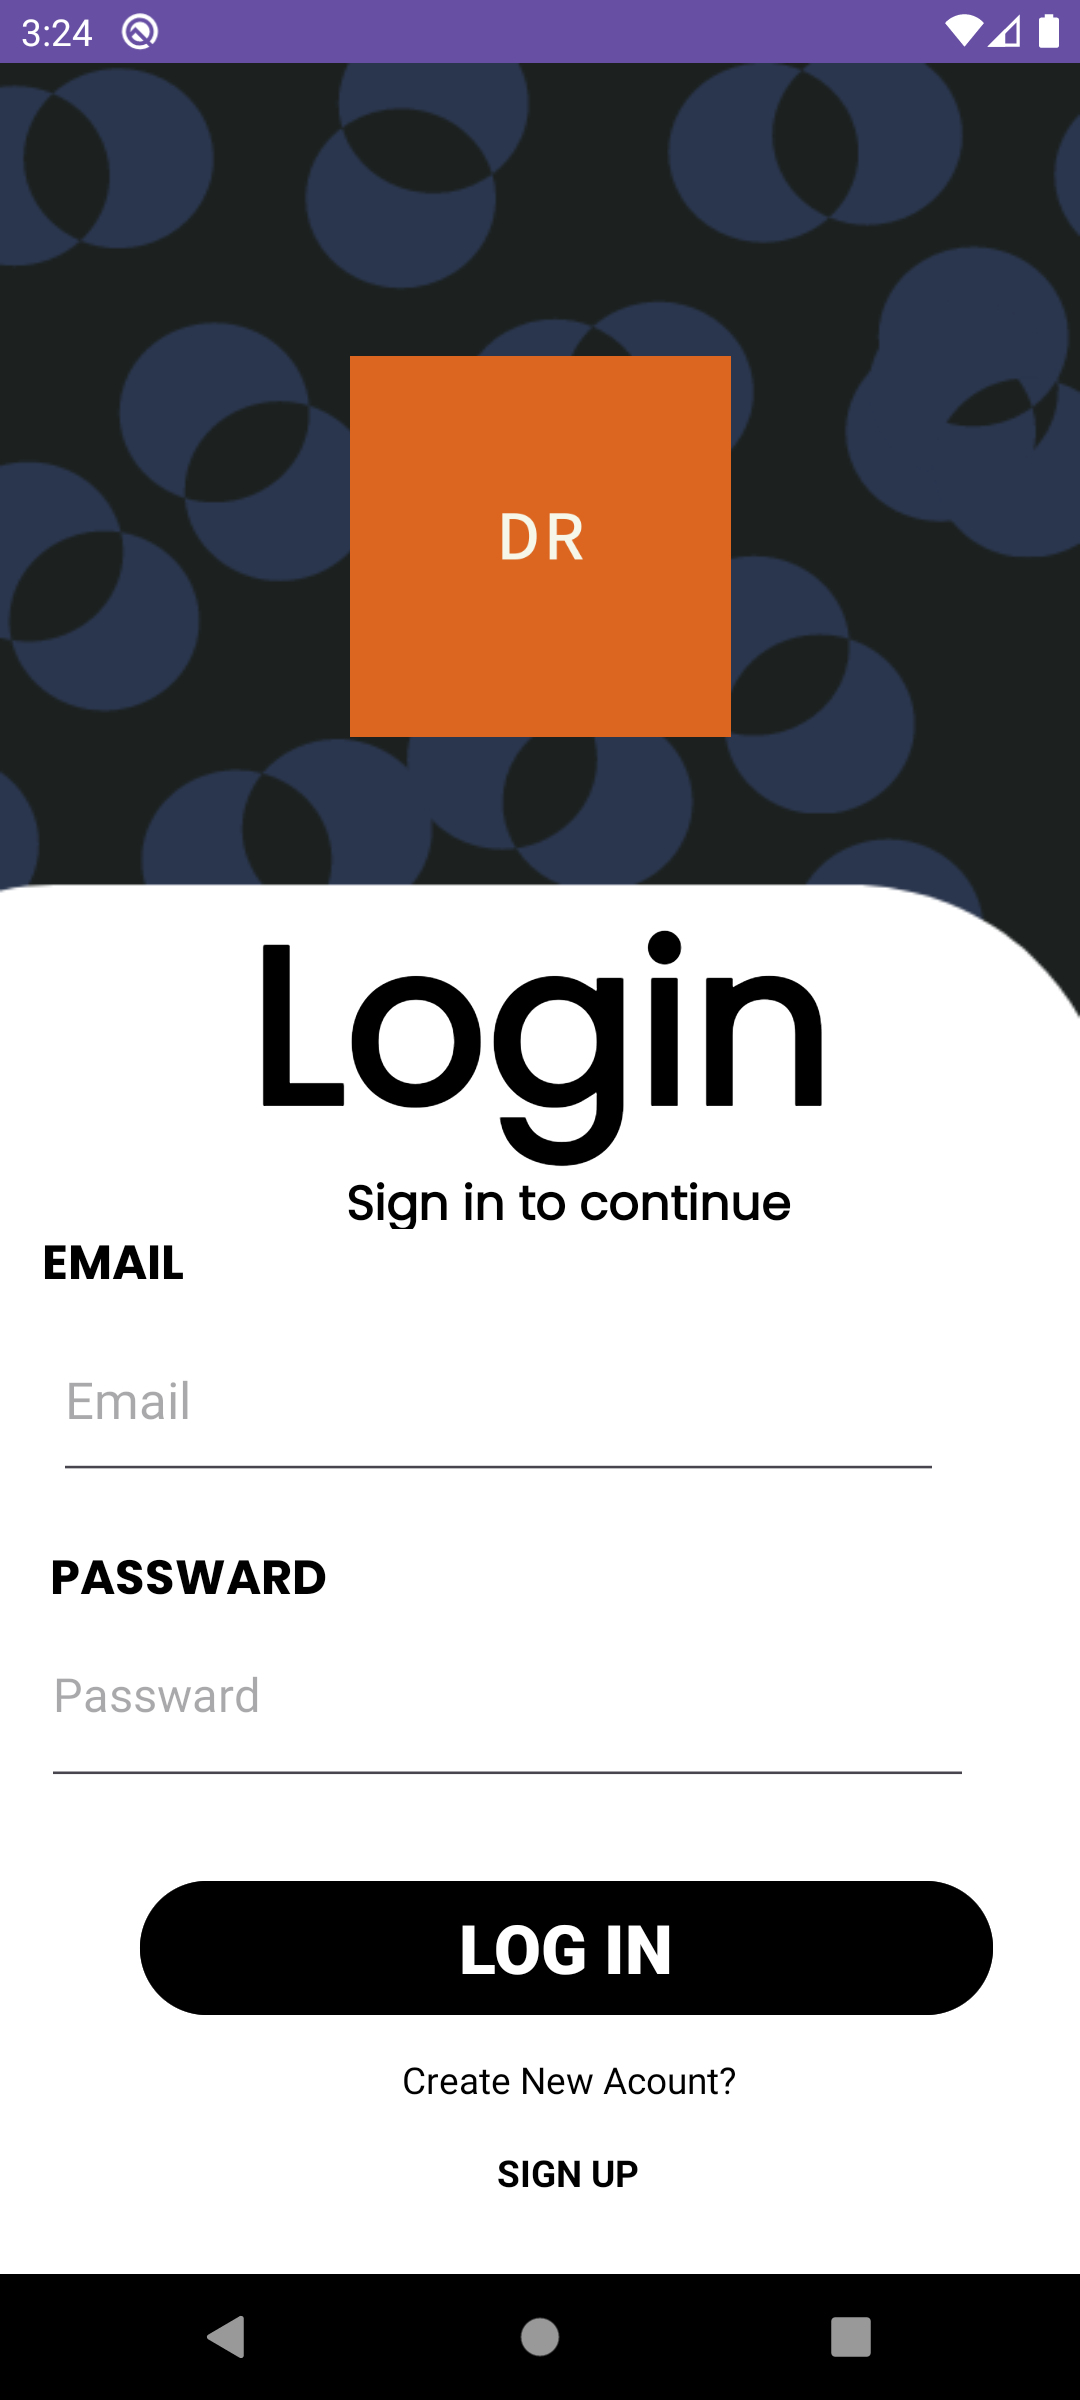 3:24
DR
Login
Sign in to continue
EMAIL
Email
PASSWARD
Passward
LOG IN
Create New Acount?
SIGN UP